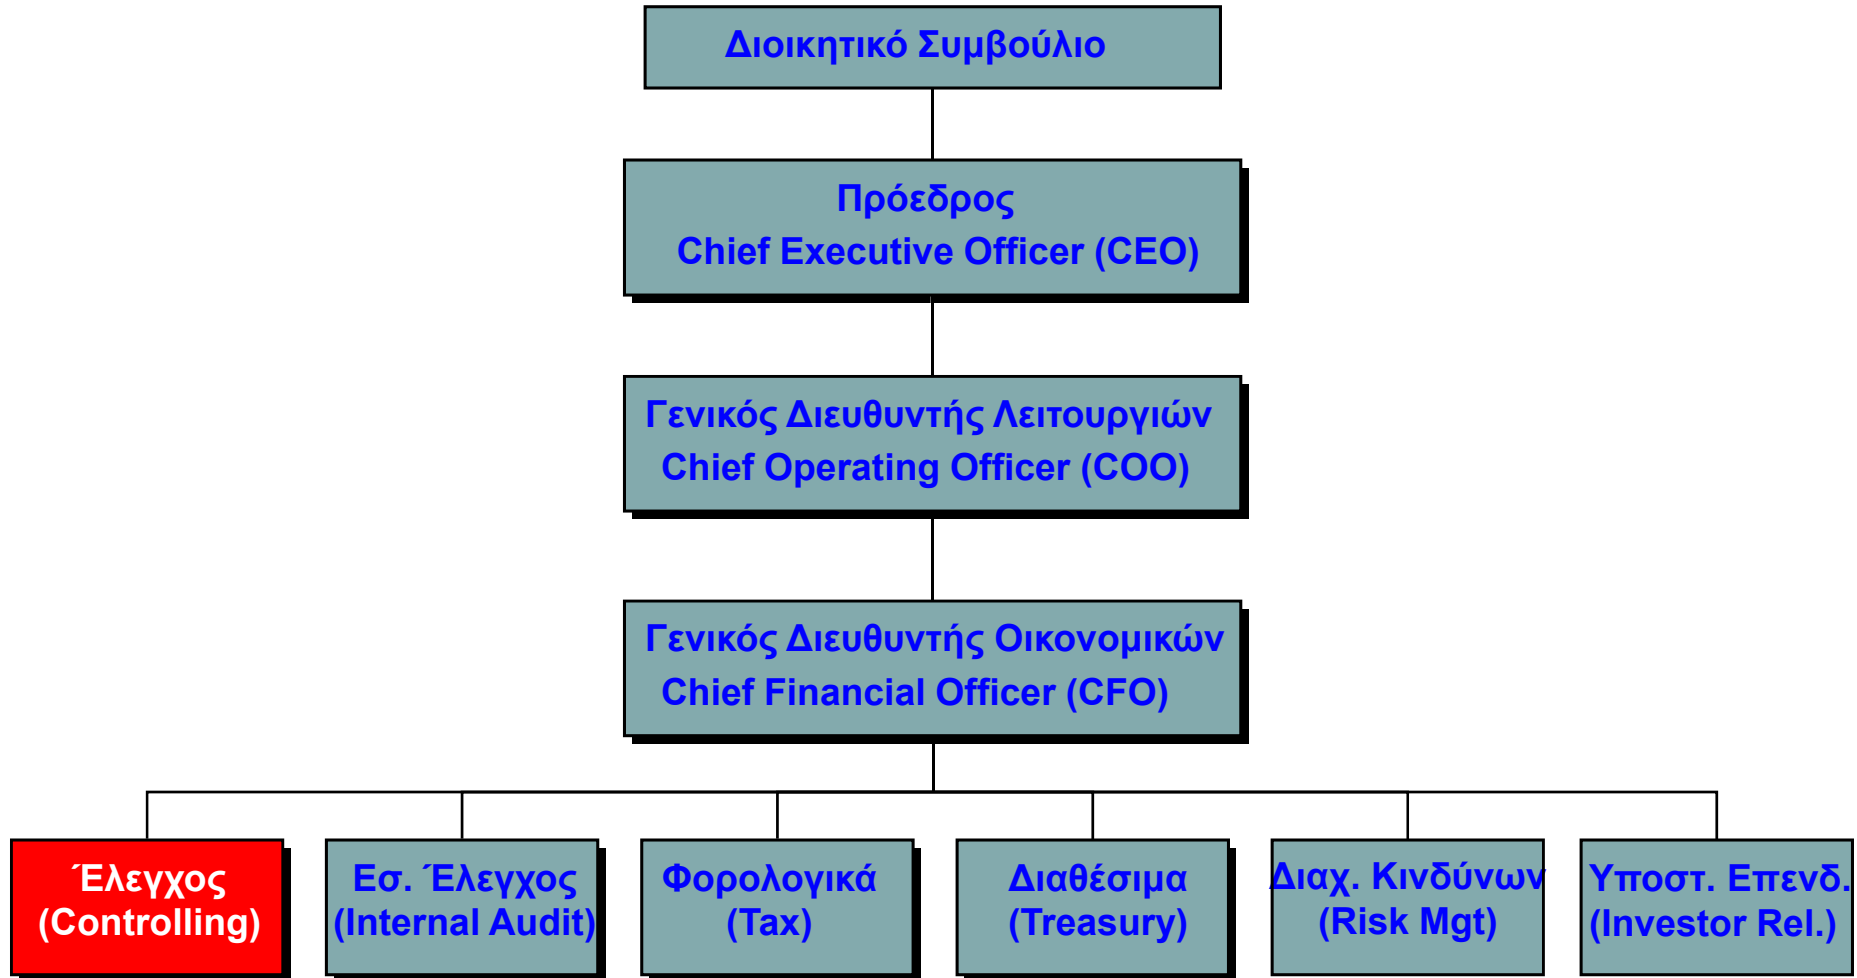 Διοικητικό Συμβούλιο
Πρόεδρος
Chief Executive Officer (CEO)
Γενικός Διευθυντής Λειτουργιών
Chief Operating Officer (COO)
Γενικός Διευθυντής Οικονομικών
Chief Financial Officer (CFO)
Έλεγχος
(Controlling)
Εσ. Έλεγχος
(Internal Audit)
Φορολογικά
(Tax)
Διαθέσιμα
(Treasury)
Διαχ. Κινδύνων
(Risk Mgt)
Υποστ. Επενδ.
(Investor Rel.)